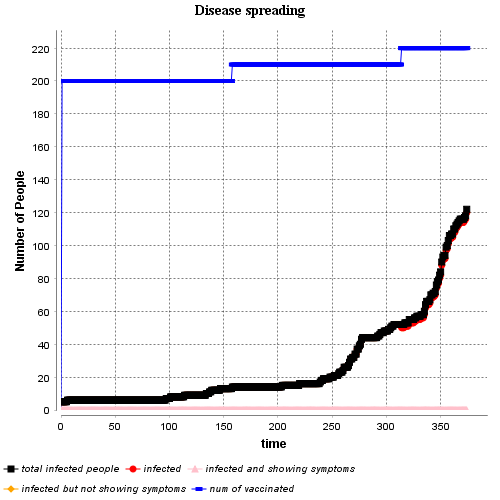 Disease spreading
Number of People
220
200
180
160
140
120
100
80
60
40
20
0
0 50 100 150 200 250 300 350
time
total infected people infected infected and showing symptoms
infected but not showing symptoms num of vaccinated